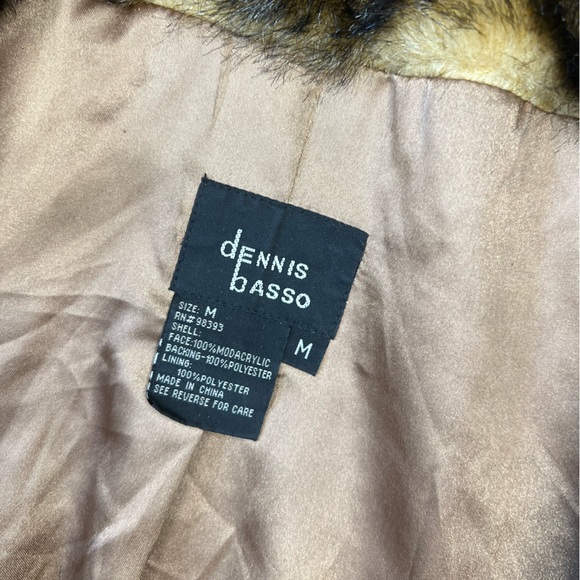 dENNIS
bASSO
M
SIZE: M
RN#98393
SHELL:
FACE:100%MODACRYLIC
BACKING-100%POLYESTER
LINING:
100%POLYESTER
MADE IN CHINA
SEE REVERSE FOR CARE